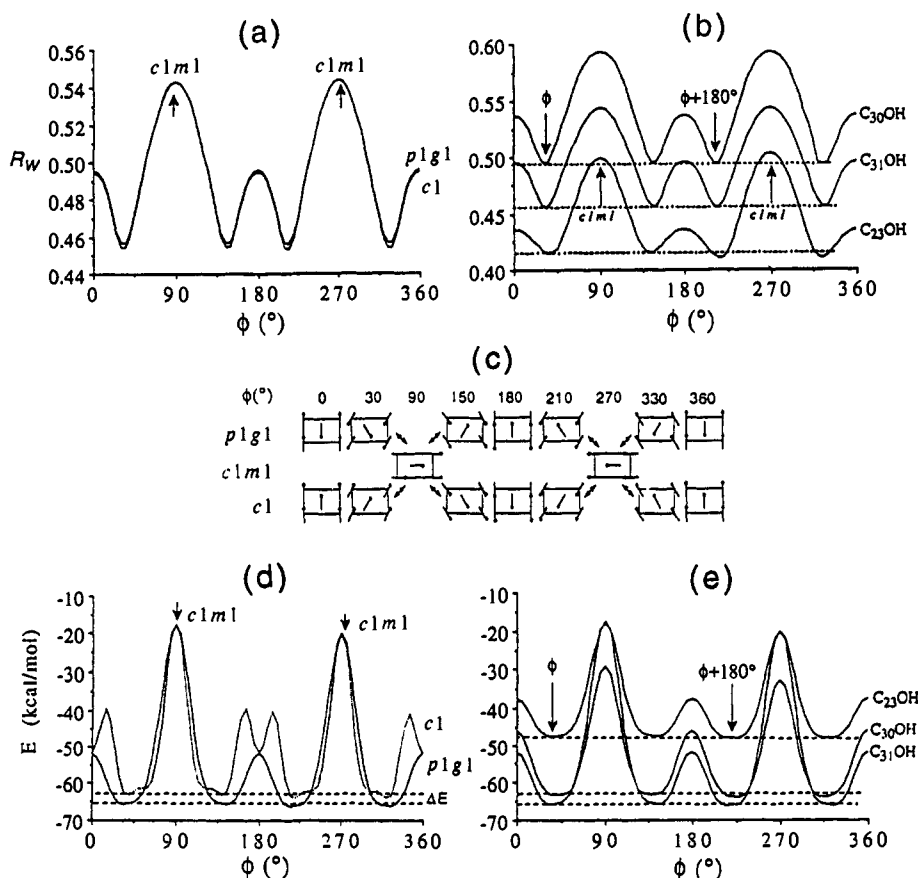 (a)
0.56
0.54
0.52
R_W 0.50
0.48
0.46
0.44
c1m1
c1m1
p1g1
c1
0 90 180 270 360
ϕ (°)
(b)
0.60
0.55
0.50
0.45
0.40
ϕ
ϕ+180°
c1m1
c1m1
C30OH
C31OH
C23OH
0 90 180 270 360
ϕ (°)
(c)
ϕ(°) 0 30 90 150 180 210 270 330 360
p1g1
c1m1
c1
(d)
E (kcal/mol)
-10
-20
-30
-40
-50
-60
-70
c1m1
c1m1
c1
p1g1
ΔE
0 90 180 270 360
ϕ (°)
(e)
-10
-20
-30
-40
-50
-60
-70
ϕ
ϕ+180°
C23OH
C30OH
C31OH
0 90 180 270 360
ϕ (°)